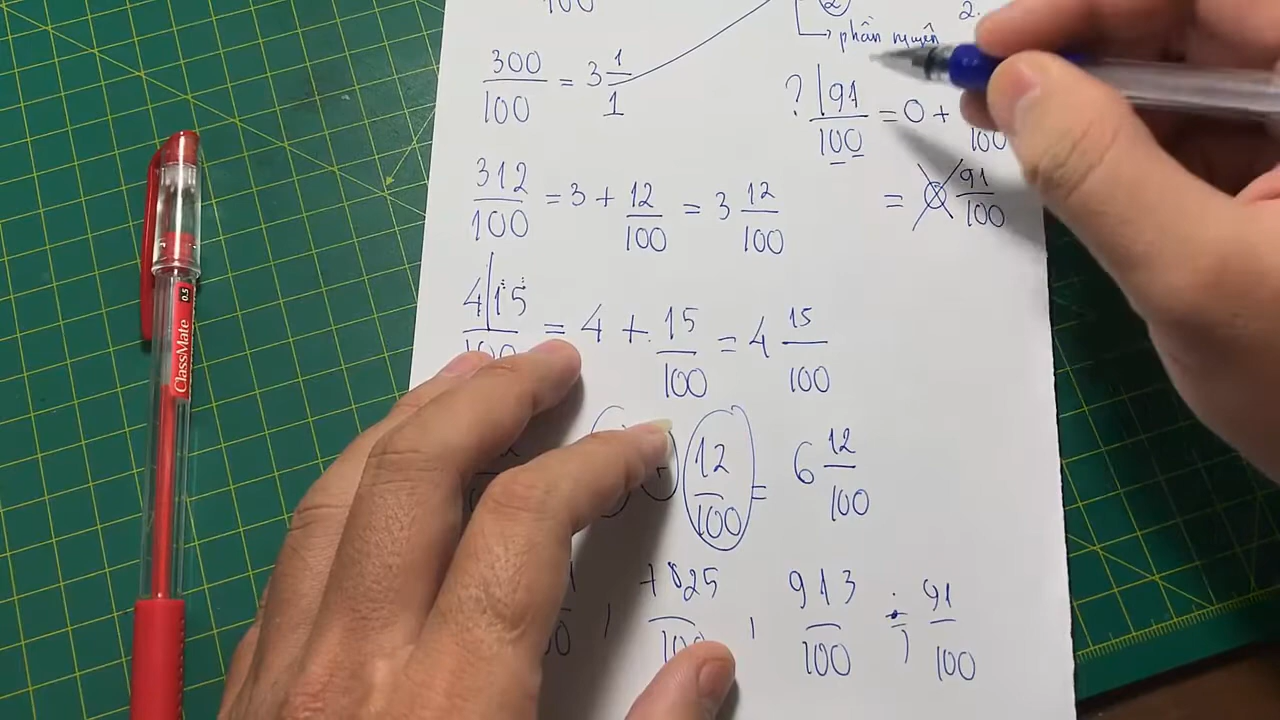 100
300/100 = 3 1/1
312/100 = 3 + 12/100 = 3 12/100
4|15/100 = 4 + 15/100 = 4 15/100
12/100 = 6 12/100
825/100 , 913/100 ; 91/100
2 2.
phần nguyên
? |91/100 = 0 + /100
= 0 91/100
ClassMate 0.5